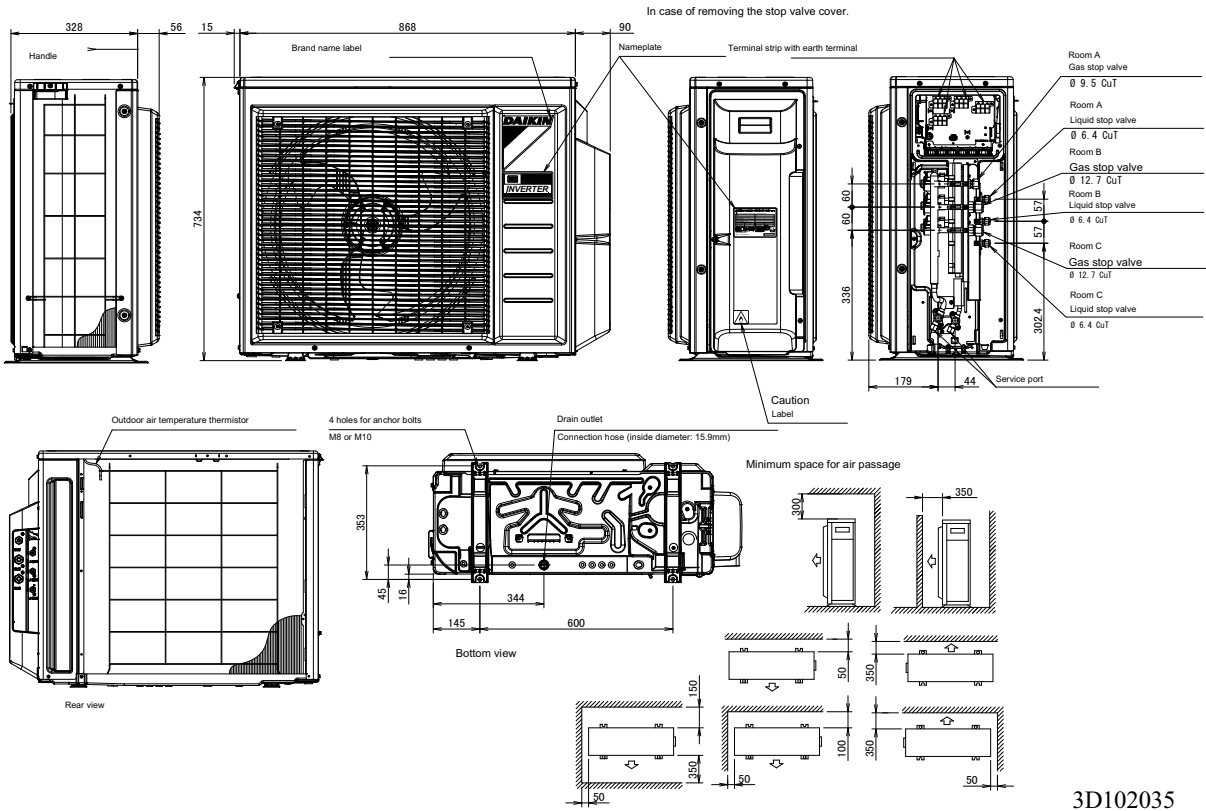 In case of removing the stop valve cover.
328
56
15
868
90
Handle
Brand name label
Nameplate
Terminal strip with earth terminal
Room A
Gas stop valve
Ø 9.5 CuT
Room A
Liquid stop valve
Ø 6.4 CuT
Room B
Gas stop valve
Ø 12.7 CuT
Room B
Liquid stop valve
Ø 6.4 CuT
Room C
Gas stop valve
Ø 12.7 CuT
Room C
Liquid stop valve
Ø 6.4 CuT
DAIKIN
INVERTER
734
60
60
336
57
57
302.4
179
44
Service port
Caution
Label
Outdoor air temperature thermistor
4 holes for anchor bolts
M8 or M10
Drain outlet
Connection hose (inside diameter: 15.9mm)
Minimum space for air passage
353
45
16
344
145
600
Bottom view
Rear view
300
350
50
350
150
350
50
100
50
350
50
3D102035